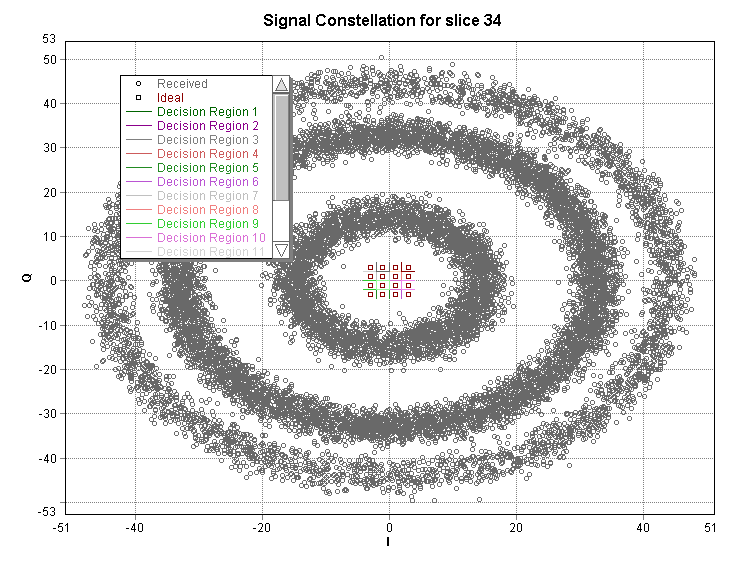 Signal Constellation for slice 34
53
50
40
30
20
10
0
-10
-20
-30
-40
-53
Q
Received
Ideal
Decision Region 1
Decision Region 2
Decision Region 3
Decision Region 4
Decision Region 5
Decision Region 6
Decision Region 7
Decision Region 8
Decision Region 9
Decision Region 10
Decision Region 11
-51 -40 -20 0 20 40 51
I